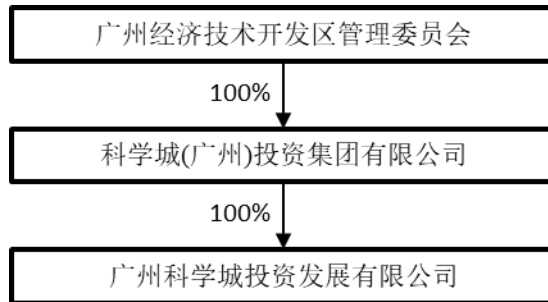 广州经济技术开发区管理委员会
100%
科学城(广州)投资集团有限公司
100%
广州科学城投资发展有限公司